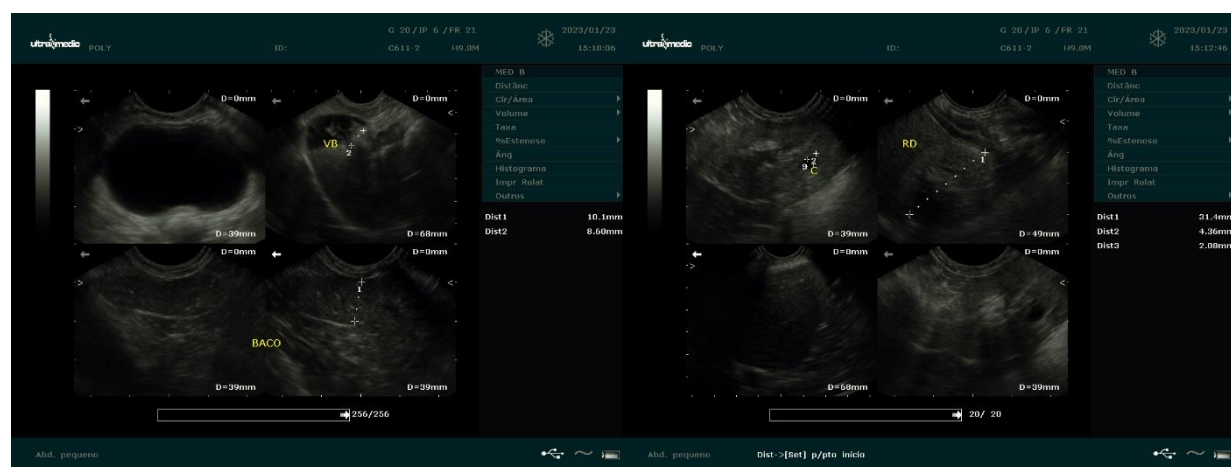 ultramedic POLY ID: G 20/IP 6 /FR 21 2023/01/23
C611-2 H9.0M 15:10:06
MED B
Distânc
Cir/Área
Volume
Taxa
%Estenose
Âng
Histograma
Impr Relat
Outros
Dist1 10.1mm
Dist2 8.60mm
D=0mm D=0mm
VB
2
D=39mm D=68mm
D=0mm D=0mm
1
BACO
D=39mm D=39mm
256/256
Abd. pequeno
ultramedic POLY ID: G 20/IP 6 /FR 21 2023/01/23
C611-2 H9.0M 15:12:46
MED B
Distânc
Cir/Área
Volume
Taxa
%Estenose
Âng
Histograma
Impr Relat
Outros
Dist1 31.4mm
Dist2 4.36mm
Dist3
D=0mm D=0mm
RD
1
2
3
C
D=39mm D=49mm
D=0mm D=0mm
D=68mm D=39mm
20/ 20
Abd. pequeno Dist->[Set] p/pto início